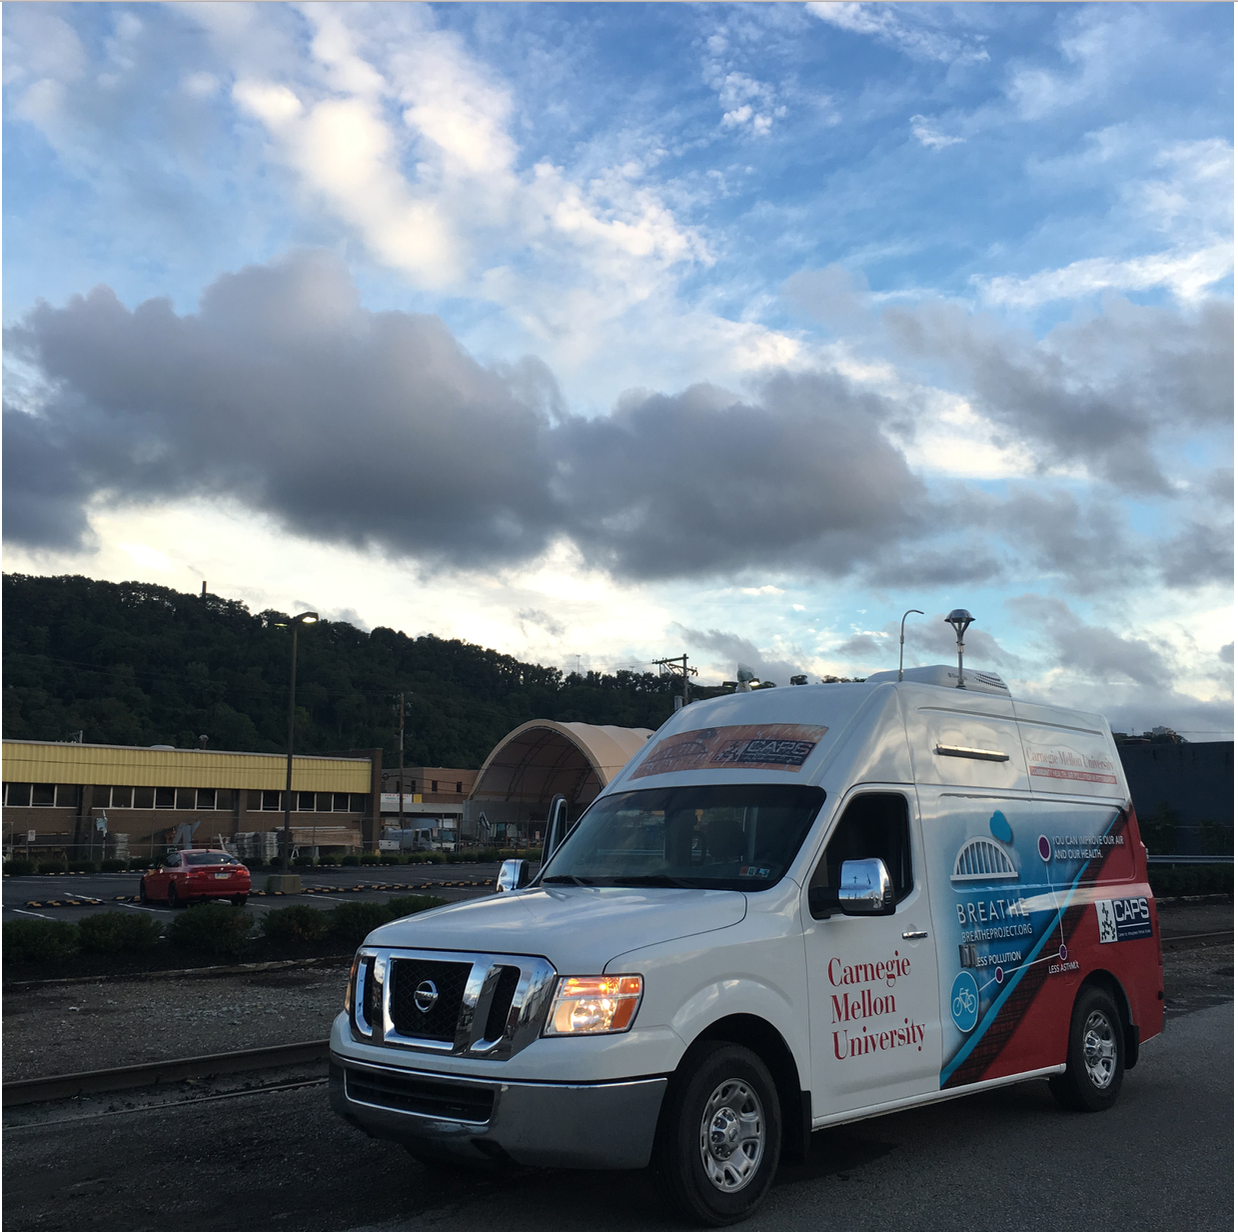 CAPS
Carnegie Mellon University
YOU CAN IMPROVE OUR AIR
AND OUR HEALTH.
BREATHE
BREATHEPROJECT.ORG
LESS POLLUTION
LESS ASTHMA
CAPS
Carnegie
Mellon
University
NISSAN